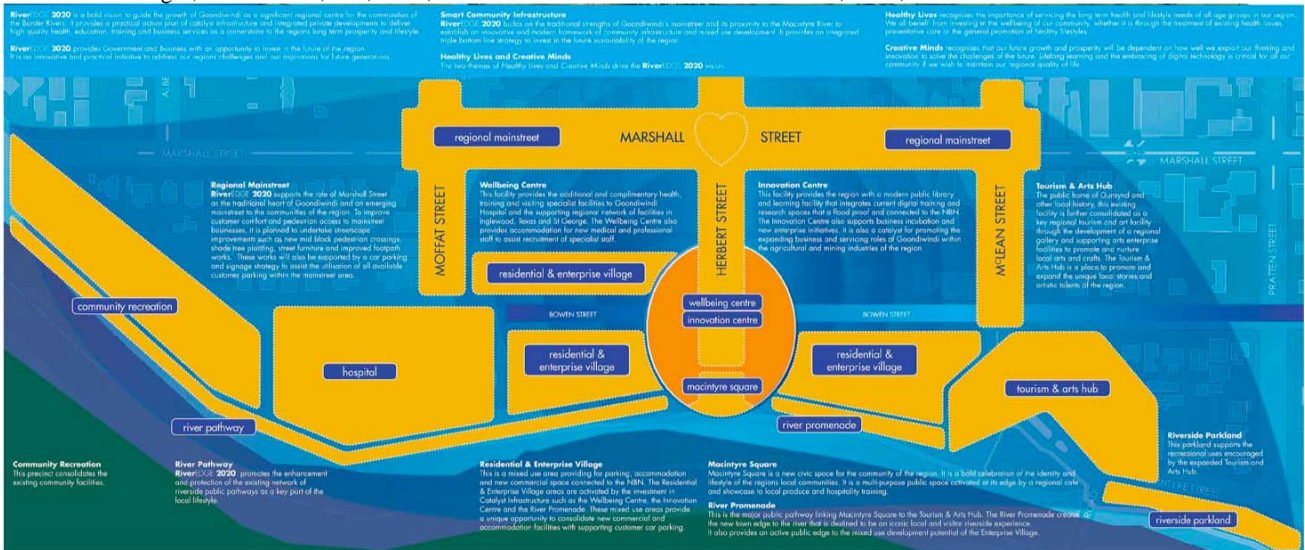 RiverEDGE 2020 is a bold vision to guide the growth of Goondiwindi as a significant regional centre for the communities of
the Border Rivers. It provides a practical action plan of catalyst infrastructure and integrated private developments to deliver
high quality health, education, training and business services as a cornerstone to the regions long term prosperity and lifestyle.
RiverEDGE 2020 provides Government and Business with an opportunity to invest in the future of the region.
It is an innovative and practical initiative to address our regions challenges and our aspirations for future generations.
Smart Community Infrastructure
RiverEDGE 2020 builds on the traditional strengths of Goondiwindi's mainstreet and its proximity to the Macintyre River to
establish an innovative and modern framework of community infrastructure and mixed use development. It provides an integrated
triple bottom line strategy to invest in the future sustainability of the region.
Healthy Lives and Creative Minds
The two themes of Healthy Lives and Creative Minds drive the RiverEDGE 2020 vision.
Healthy Lives recognises the importance of servicing the long term health and lifestyle needs of all age groups in our region.
We all benefit from investing in the wellbeing of our community, whether it is through the treatment of existing health issues,
preventative care or the general promotion of healthy lifestyles.
Creative Minds recognises that our future growth and prosperity will be dependent on how well we exploit our thinking and
innovation to solve the challenges of the future. Lifelong learning and the embracing of digital technology is critical for all our
community if we wish to maintain our regional quality of life.
regional mainstreet
MARSHALL STREET
regional mainstreet
MARSHALL STREET
MARSHALL STREET
MOFFAT STREET
HERBERT STREET
McLEAN STREET
PRATTEN STREET
Regional Mainstreet
RiverEDGE 2020 supports the role of Marshall Street
as the traditional heart of Goondiwindi and an emerging
mainstreet to the communities of the region. To improve
customer comfort and pedestrian access to mainstreet
businesses, it is planned to undertake streetscape
improvements such as new mid block pedestrian crossings,
shade tree planting, street furniture and improved footpath
works. These works will also be supported by a car parking
and signage strategy to assist the utilisation of all available
customer parking within the mainstreet area.
Wellbeing Centre
This facility provides the additional and complimentary health,
training and visiting specialist facilities to Goondiwindi
Hospital and the supporting regional network of facilities in
Inglewood, Texas and St George. The Wellbeing Centre also
provides accommodation for new medical and professional
staff to assist recruitment of specialist staff.
Innovation Centre
This facility provides the region with a modern public library
and learning facility that integrates current digital training and
research spaces that a flood proof and connected to the NBN.
The Innovation Centre also supports business incubation and
new enterprise initiatives. It is also a catalyst for promoting the
expanding business and servicing roles of Goondiwindi within
the agricultural and mining industries of the region.
Tourism & Arts Hub
The public home of Gunsynd and
other local history, this existing
facility is further consolidated as a
key regional tourism and art facility
through the development of a regional
gallery and supporting arts enterprise
facilities to promote and nurture
local arts and crafts. The Tourism &
Arts Hub is a place to promote and
expand the unique local stories and
artistic talents of the region.
residential & enterprise village
community recreation
BOWEN STREET
wellbeing centre
innovation centre
BOWEN STREET
hospital
residential &
enterprise village
residential &
enterprise village
macintyre square
tourism & arts hub
river pathway
river promenade
Community Recreation
This precinct consolidates the
existing community facilities.
River Pathway
RiverEDGE 2020 promotes the enhancement
and protection of the existing network of
riverside public pathways as a key part of the
local lifestyle.
Residential & Enterprise Village
This is a mixed use area providing for parking, accommodation
and new commercial space connected to the NBN. The Residential
& Enterprise Village areas are activated by the investment in
Catalyst Infrastructure such as the Wellbeing Centre, the Innovation
Centre and the River Promenade. These mixed use areas provide
a unique opportunity to consolidate new commercial and
accommodation facilities with supporting customer car parking.
Macintyre Square
Macintyre Square is a new civic space for the community of the region. It is a bold celebration of the identity and
lifestyle of the regions local communities. It is a multi-purpose public space activated at its edge by a regional cafe
and showcase to local produce and hospitality training.
River Promenade
This is the major public pathway linking Macintyre Square to the Tourism & Arts Hub. The River Promenade creates
the new town edge to the river that is destined to be an iconic local and visitor riverside experience.
It also provides an active public edge to the mixed use development potential of the Enterprise Village.
Riverside Parkland
This parkland supports the
recreational uses encouraged
by the expanded Tourism and
Arts Hub.
riverside parkland